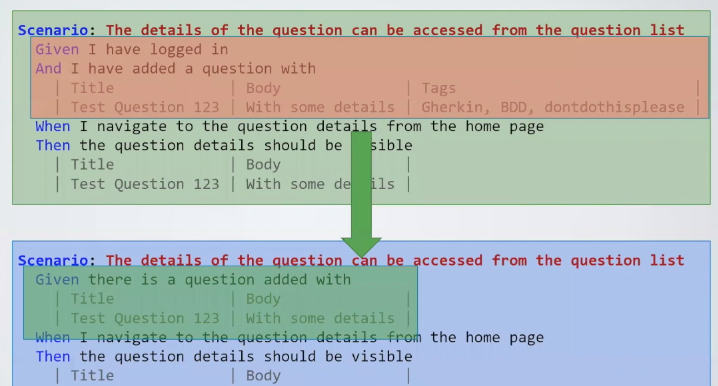 Scenario: The details of the question can be accessed from the question list
Given I have logged in
And I have added a question with
| Title | Body | Tags |
| Test Question 123 | With some details | Gherkin, BDD, dontdothisplease |
When I navigate to the question details from the home page
Then the question details should be visible
| Title | Body |
| Test Question 123 | With some details |
Scenario: The details of the question can be accessed from the question list
Given there is a question added with
| Title | Body |
| Test Question 123 | With some details |
When I navigate to the question details from the home page
Then the question details should be visible
| Title | Body |